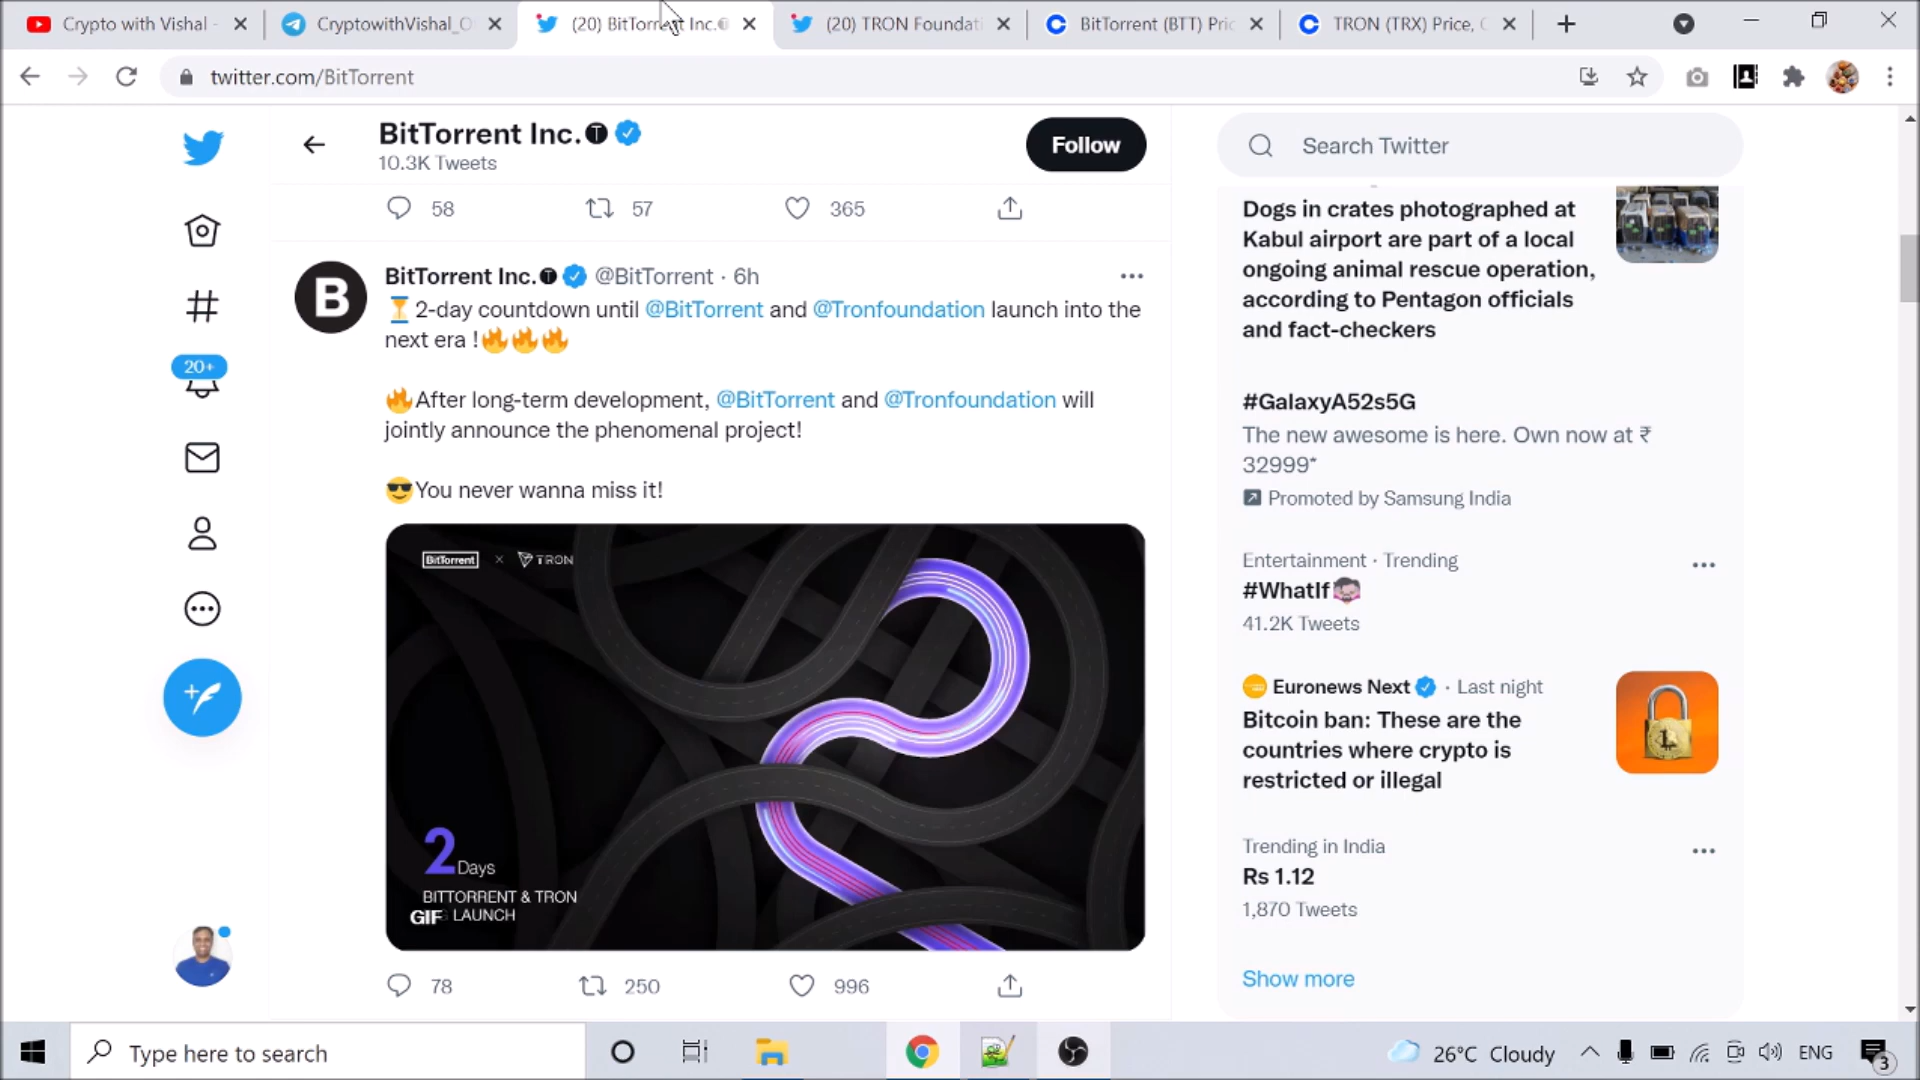 Crypto with Vishal -
CryptowithVishal_O
(20) BitTorrent Inc.
(20) TRON Foundati
BitTorrent (BTT) Pric
TRON (TRX) Price, C
twitter.com/BitTorrent
BitTorrent Inc.
10.3K Tweets
Follow
Search Twitter
58 57 365
BitTorrent Inc. @BitTorrent · 6h
⏳2-day countdown until @BitTorrent and @Tronfoundation launch into the
next era !🔥🔥🔥
🔥After long-term development, @BitTorrent and @Tronfoundation will
jointly announce the phenomenal project!
😎You never wanna miss it!
BitTorrent × TRON
2 Days
BITTORRENT & TRON
GIF LAUNCH
78 250 996
20+
Dogs in crates photographed at
Kabul airport are part of a local
ongoing animal rescue operation,
according to Pentagon officials
and fact-checkers
#GalaxyA52s5G
The new awesome is here. Own now at ₹
32999*
Promoted by Samsung India
Entertainment · Trending
#WhatIf
41.2K Tweets
Euronews Next · Last night
Bitcoin ban: These are the
countries where crypto is
restricted or illegal
Trending in India
Rs 1.12
1,870 Tweets
Show more
Type here to search
26°C Cloudy
ENG
3